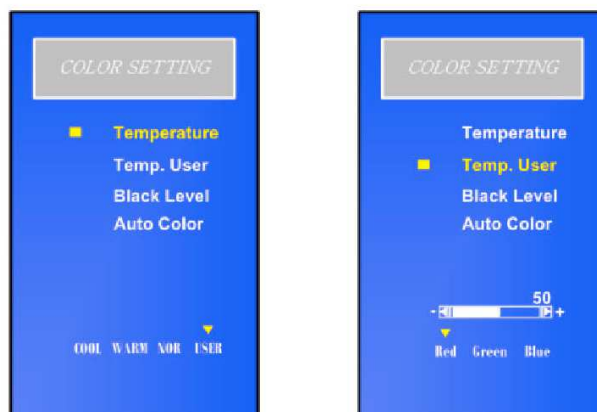 COLOR SETTING
Temperature
Temp. User
Black Level
Auto Color
COOL WARM NOR USER
COLOR SETTING
Temperature
Temp. User
Black Level
Auto Color
50
- +
Red Green Blue